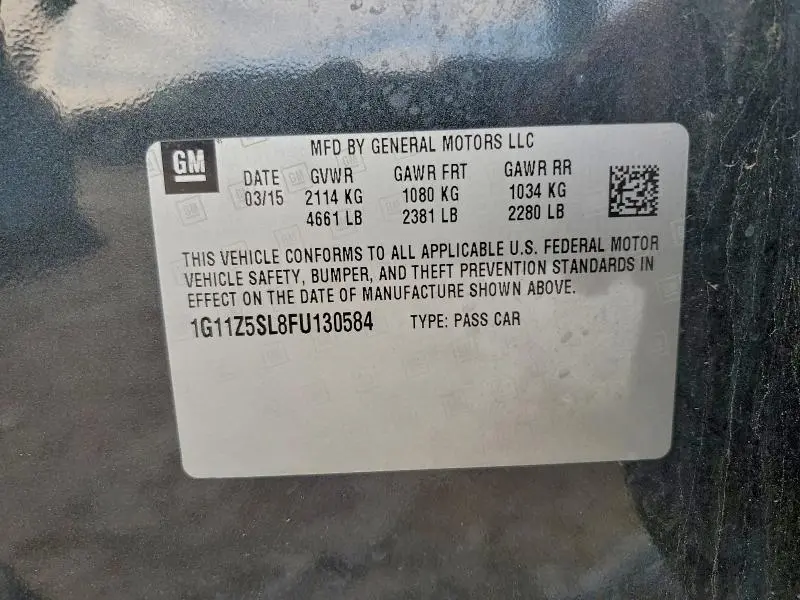 GM
MFD BY GENERAL MOTORS LLC
DATE GVWR GAWR FRT GAWR RR
03/15 2114 KG 1080 KG 1034 KG
4661 LB 2381 LB 2280 LB
THIS VEHICLE CONFORMS TO ALL APPLICABLE U.S. FEDERAL MOTOR
VEHICLE SAFETY, BUMPER, AND THEFT PREVENTION STANDARDS IN
EFFECT ON THE DATE OF MANUFACTURE SHOWN ABOVE.
1G11Z5SL8FU130584 TYPE: PASS CAR